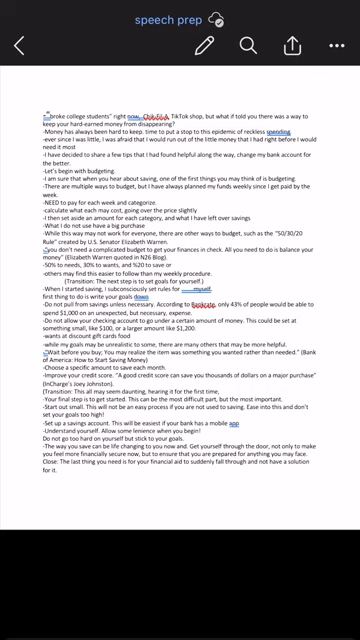 speech prep
-"broke college students" right now, Chik-Fil-A, TikTok shop, but what if told you there was a way to
keep your hard-earned money from disappearing?
-Money has always been hard to keep. time to put a stop to this epidemic of reckless spending
-ever since I was little, I was afraid that I would run out of the little money that I had right before I would
need it most
-I have decided to share a few tips that I had found helpful along the way, change my bank account for
the better.
-Let's begin with budgeting.
-I am sure that when you hear about saving, one of the first things you may think of is budgeting.
-There are multiple ways to budget, but I have always planned my funds weekly since I get paid by the
week.
-NEED to pay for each week and categorize.
-calculate what each may cost, going over the price slightly
-I then set aside an amount for each category, and what I have left over savings
-What I do not use have a big purchase
-While this way may not work for everyone, there are other ways to budget, such as the "50/30/20
Rule" created by U.S. Senator Elizabeth Warren.
-"you don't need a complicated budget to get your finances in check. All you need to do is balance your
money" (Elizabeth Warren quoted in N26 Blog)
-50% to needs, 30% to wants, and %20 to save or
-others may find this easier to follow than my weekly procedure.
(Transition: The next step is to set goals for yourself.)
-When I started saving, I subconsciously set rules for myself.
first thing to do is write your goals down
-Do not pull from savings unless necessary. According to Bankrate, only 43% of people would be able to
spend $1,000 on an unexpected, but necessary, expense.
-Do not allow your checking account to go under a certain amount of money. This could be set at
something small, like $100, or a larger amount like $1,200.
-wants at discount gift cards food
-while my goals may be unrealistic to some, there are many others that may be more helpful.
-"Wait before you buy; You may realize the item was something you wanted rather than needed." (Bank
of America: How to Start Saving Money)
-Choose a specific amount to save each month.
-Improve your credit score. "A good credit score can save you thousands of dollars on a major purchase"
(InCharge's Joey Johnston).
(Transition: This all may seem daunting, hearing it for the first time,
-Your final step is to get started. This can be the most difficult part, but the most important.
-Start out small. This will not be an easy process if you are not used to saving. Ease into this and don't
set your goals too high!
-Set up a savings account. This will be easiest if your bank has a mobile app
-Understand yourself. Allow some lenience when you begin!
Do not go too hard on yourself but stick to your goals.
-The way you save can be life changing to you now and. Get yourself through the door, not only to make
you feel more financially secure now, but to ensure that you are prepared for anything you may face.
Close: The last thing you need is for your financial aid to suddenly fall through and not have a solution
for it.